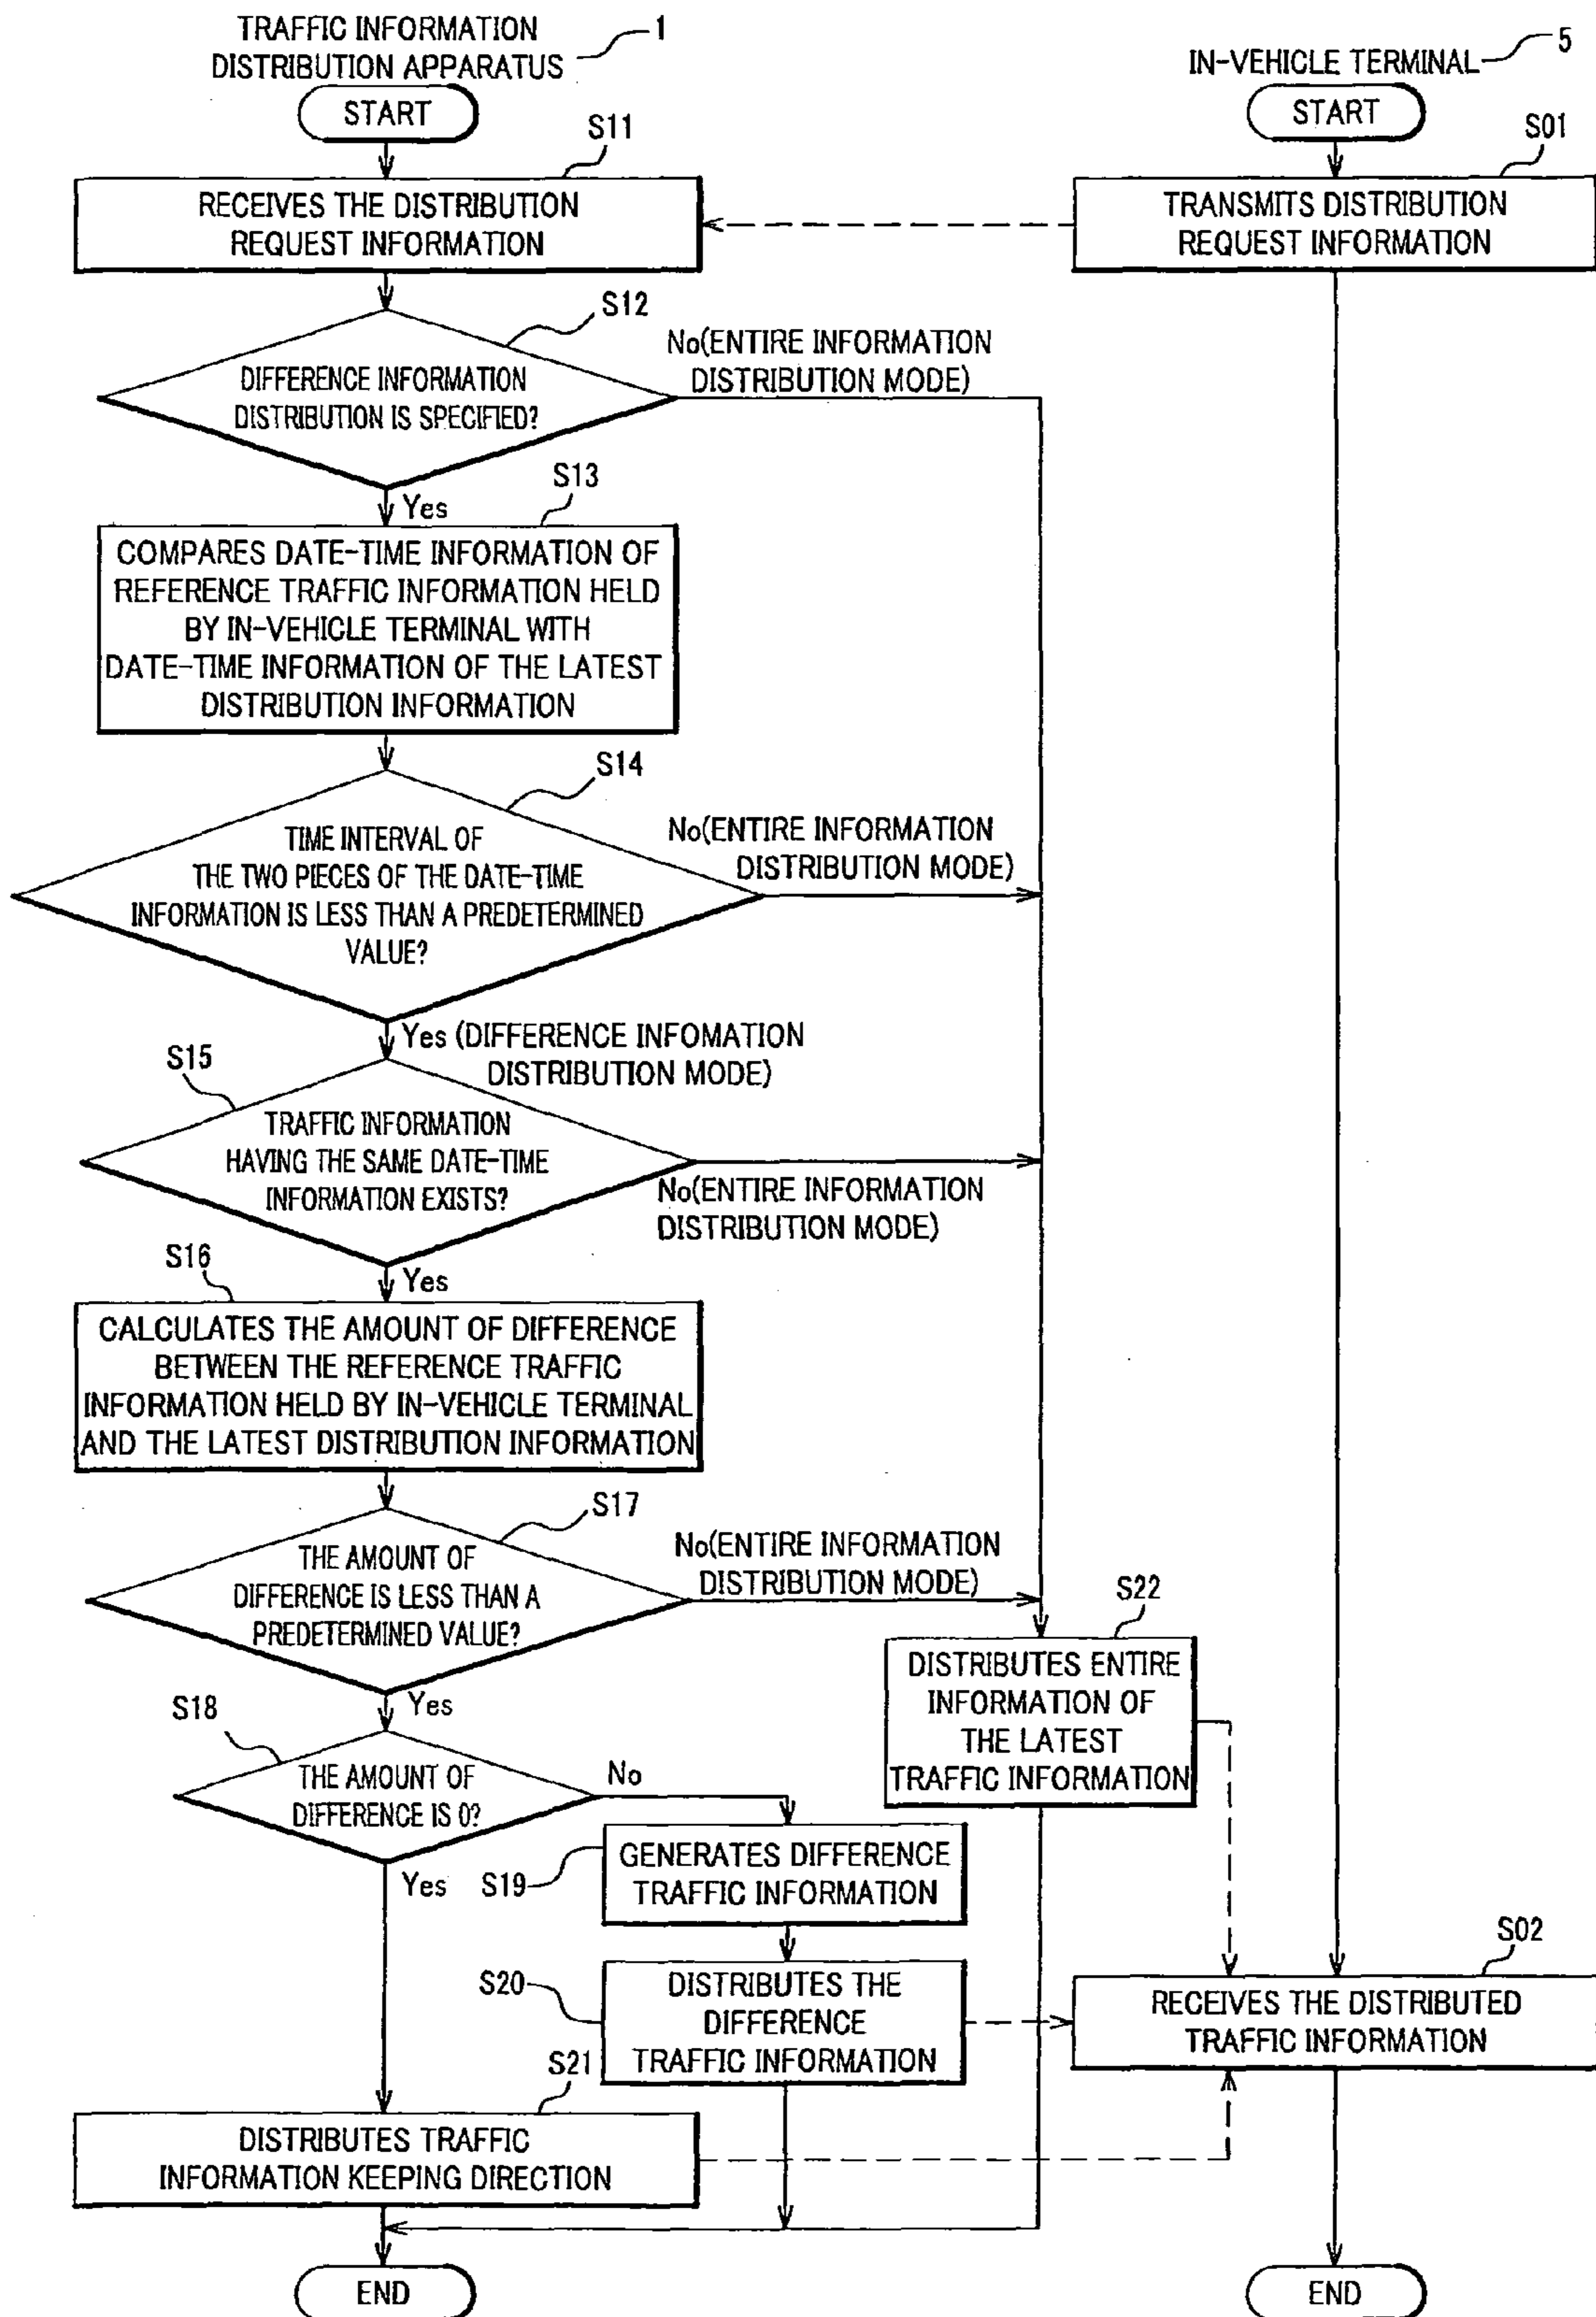 TRAFFIC INFORMATION
DISTRIBUTION APPARATUS
1
IN-VEHICLE TERMINAL
5
START
START
S11
S01
RECEIVES THE DISTRIBUTION
REQUEST INFORMATION
TRANSMITS DISTRIBUTION
REQUEST INFORMATION
S12
DIFFERENCE INFORMATION
DISTRIBUTION IS SPECIFIED?
No(ENTIRE INFORMATION
DISTRIBUTION MODE)
Yes
S13
COMPARES DATE-TIME INFORMATION OF
REFERENCE TRAFFIC INFORMATION HELD
BY IN-VEHICLE TERMINAL WITH
DATE-TIME INFORMATION OF THE LATEST
DISTRIBUTION INFORMATION
S14
TIME INTERVAL OF
THE TWO PIECES OF THE DATE-TIME
INFORMATION IS LESS THAN A PREDETERMINED
VALUE?
No(ENTIRE INFORMATION
DISTRIBUTION MODE)
Yes (DIFFERENCE INFOMATION
DISTRIBUTION MODE)
S15
TRAFFIC INFORMATION
HAVING THE SAME DATE-TIME
INFORMATION EXISTS?
No(ENTIRE INFORMATION
DISTRIBUTION MODE)
Yes
S16
CALCULATES THE AMOUNT OF DIFFERENCE
BETWEEN THE REFERENCE TRAFFIC
INFORMATION HELD BY IN-VEHICLE TERMINAL
AND THE LATEST DISTRIBUTION INFORMATION
S17
THE AMOUNT OF
DIFFERENCE IS LESS THAN A
PREDETERMINED VALUE?
No(ENTIRE INFORMATION
DISTRIBUTION MODE)
Yes
S22
DISTRIBUTES ENTIRE
INFORMATION OF
THE LATEST
TRAFFIC INFORMATION
S18
THE AMOUNT OF
DIFFERENCE IS 0?
No
Yes
S19
GENERATES DIFFERENCE
TRAFFIC INFORMATION
S20
DISTRIBUTES THE
DIFFERENCE
TRAFFIC INFORMATION
S02
RECEIVES THE DISTRIBUTED
TRAFFIC INFORMATION
S21
DISTRIBUTES TRAFFIC
INFORMATION KEEPING DIRECTION
END
END